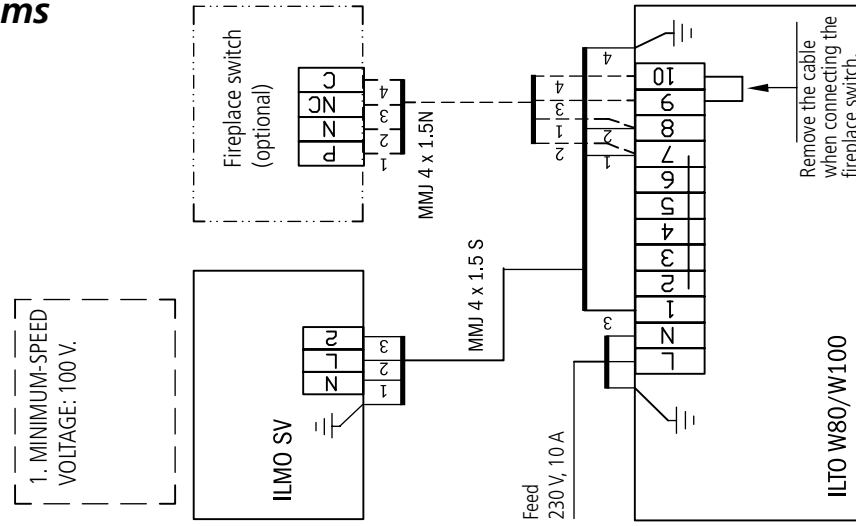 ms
1. MINIMUM-SPEED
VOLTAGE: 100 V.
Fireplace switch
(optional)
C
NC
N
P
4
3
2
1
MMJ 4 x 1.5N
ILMO SV
2
L
N
3
2
1
MMJ 4 x 1.5 S
4
3
1
2
4
2
1
3
10
9
8
7
6
5
4
3
2
1
N
L
Feed
230 V, 10 A
Remove the cable
when connecting the
fireplace switch.
ILTO W80/W100